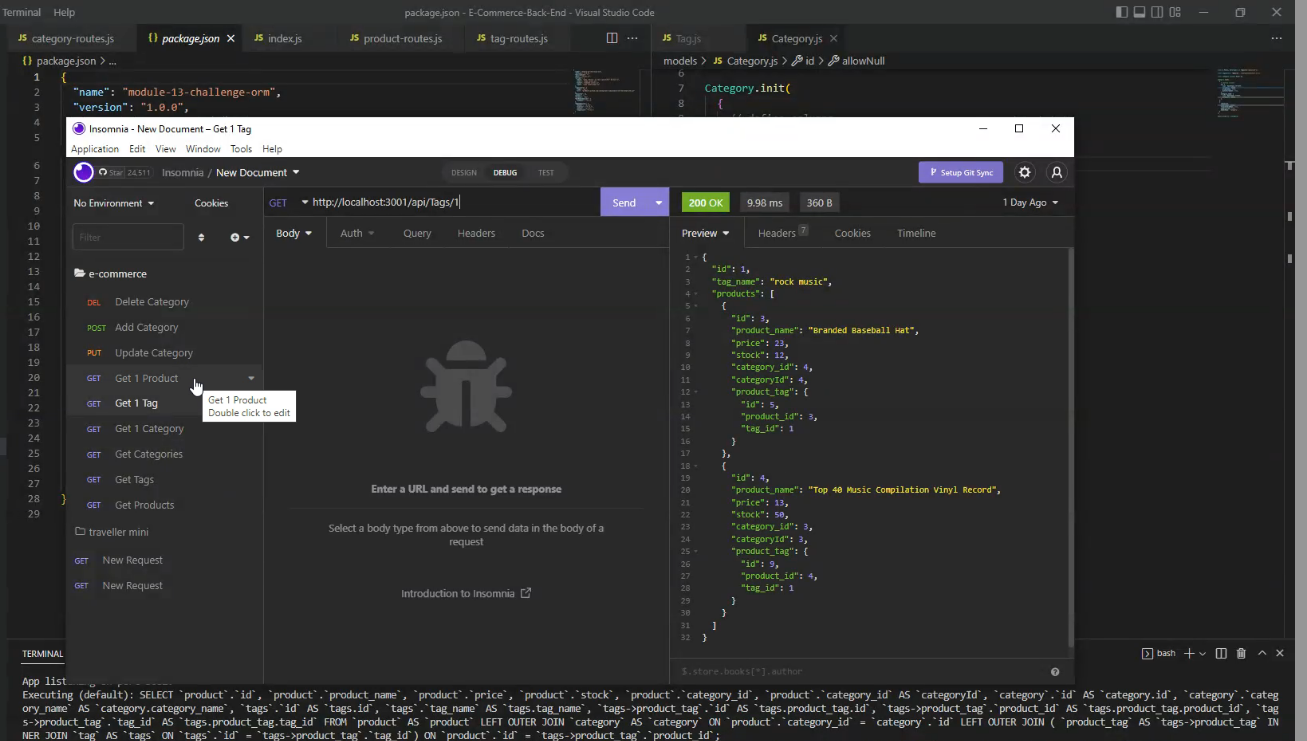 Terminal Help package.json - E-Commerce-Back-End - Visual Studio Code
JS category-routes.js {} package.json JS index.js JS product-routes.js JS tag-routes.js JS Tag.js JS Category.js
{} package.json > ... models > JS Category.js > id > allowNull
1 {
2 "name": "module-13-challenge-orm",
3 "version": "1.0.0",
4
5
6
7
8
9
10
11
12
13
14
15
16
17
18
19
20
21
22
23
24
25
26
27
28 }
29
6
7 Category.init(
8 {
Insomnia - New Document – Get 1 Tag
Application Edit View Window Tools Help
Star 24,511 Insomnia / New Document DESIGN DEBUG TEST Setup Git Sync
No Environment Cookies GET http://localhost:3001/api/Tags/1 Send 200 OK 9.98 ms 360 B 1 Day Ago
Filter Body Auth Query Headers Docs Preview Headers 7 Cookies Timeline
e-commerce
DEL Delete Category
POST Add Category
PUT Update Category
GET Get 1 Product
GET Get 1 Tag
Get 1 Product
Double click to edit
GET Get 1 Category
GET Get Categories
GET Get Tags
GET Get Products
traveller mini
GET New Request
GET New Request
Enter a URL and send to get a response
Select a body type from above to send data in the body of a
request
Introduction to Insomnia
1 {
2 "id": 1,
3 "tag_name": "rock music",
4 "products": [
5 {
6 "id": 3,
7 "product_name": "Branded Baseball Hat",
8 "price": 23,
9 "stock": 12,
10 "category_id": 4,
11 "categoryId": 4,
12 "product_tag": {
13 "id": 5,
14 "product_id": 3,
15 "tag_id": 1
16 }
17 },
18 {
19 "id": 4,
20 "product_name": "Top 40 Music Compilation Vinyl Record",
21 "price": 13,
22 "stock": 50,
23 "category_id": 3,
24 "categoryId": 3,
25 "product_tag": {
26 "id": 9,
27 "product_id": 4,
28 "tag_id": 1
29 }
30 }
31 ]
32 }
$.store.books[*].author
TERMINAL bash
App
Executing (default): SELECT `product`.`id`, `product`.`product_name`, `product`.`price`, `product`.`stock`, `product`.`category_id`, `product`.`category_id` AS `categoryId`, `category`.`id` AS `category.id`, `category`.`categ
ory_name` AS `category.category_name`, `tags`.`id` AS `tags.id`, `tags`.`tag_name` AS `tags.tag_name`, `tags->product_tag`.`id` AS `tags.product_tag.id`, `tags->product_tag`.`product_id` AS `tags.product_tag.product_id`, `tag
s->product_tag`.`tag_id` AS `tags.product_tag.tag_id` FROM `product` AS `product` LEFT OUTER JOIN `category` AS `category` ON `product`.`category_id` = `category`.`id` LEFT OUTER JOIN ( `product_tag` AS `tags->product_tag` IN
NER JOIN `tag` AS `tags` ON `tags`.`id` = `tags->product_tag`.`tag_id`) ON `product`.`id` = `tags->product_tag`.`product_id`;